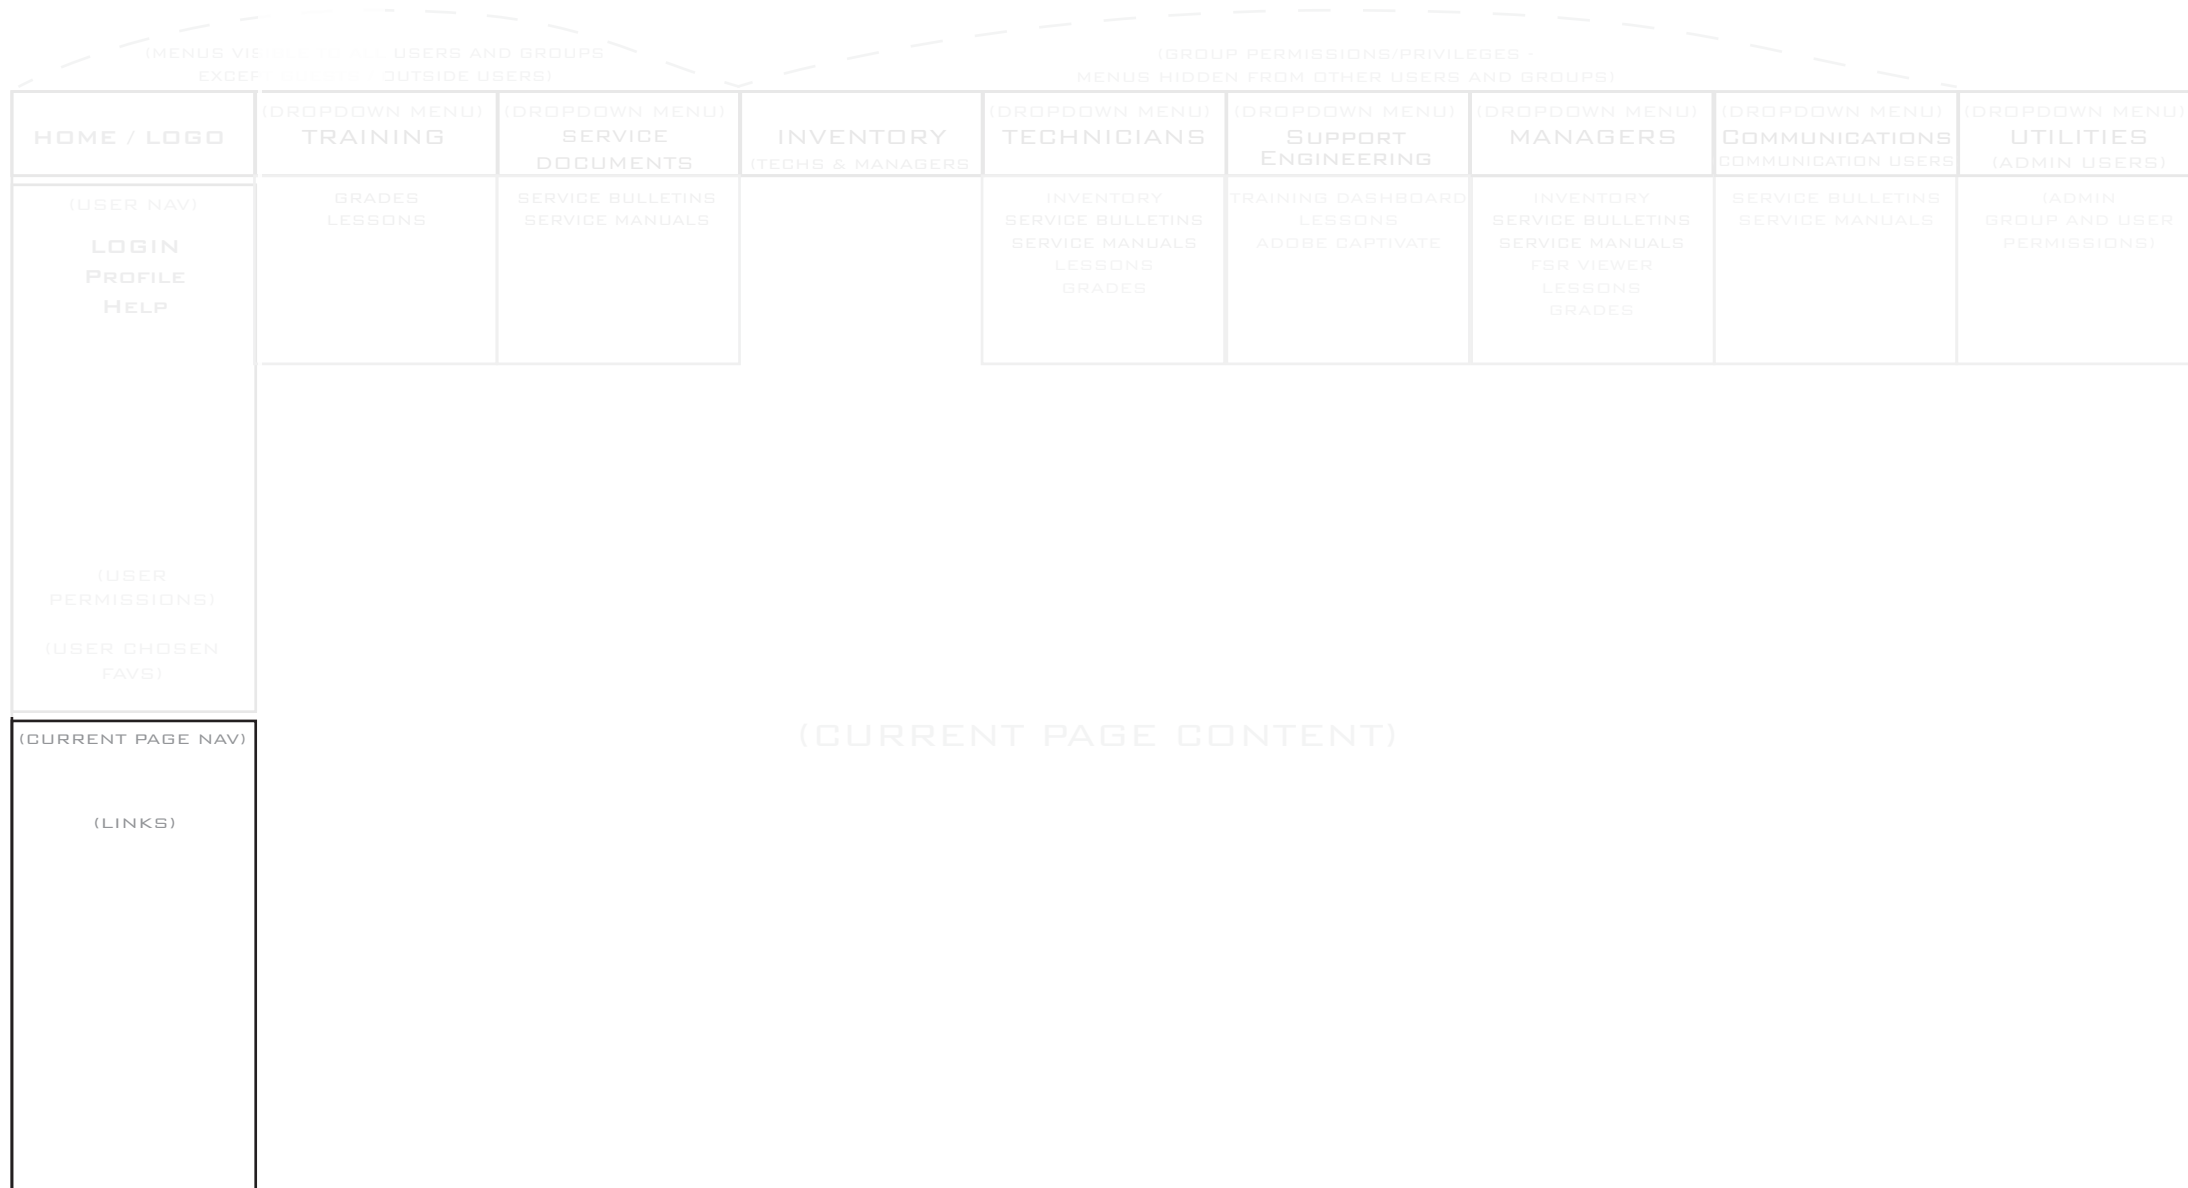 (MENUS VIS USERS AND GROUPS
EXCEP OUTSIDE USERS)
(GROUP PERMISSIONS/PRIVILEGES -
MENUS HIDDEN FROM OTHER USERS AND GROUPS)
HOME / LOGO
(DROPDOWN MENU)
TRAINING
(DROPDOWN MENU)
SERVICE
DOCUMENTS
INVENTORY
(TECHS & MANAGERS
(DROPDOWN MENU)
TECHNICIANS
(DROPDOWN MENU)
Support
Engineering
(DROPDOWN MENU)
MANAGERS
(DROPDOWN MENU)
Communications
COMMUNICATION USERS
(DROPDOWN MENU)
UTILITIES
(ADMIN USERS)
(USER NAV)
LOGIN
Profile
Help
GRADES
LESSONS
SERVICE BULLETINS
SERVICE MANUALS
INVENTORY
SERVICE BULLETINS
SERVICE MANUALS
LESSONS
GRADES
TRAINING DASHBOARD
LESSONS
ADOBE CAPTIVATE
INVENTORY
SERVICE BULLETINS
SERVICE MANUALS
FSR VIEWER
LESSONS
GRADES
SERVICE BULLETINS
SERVICE MANUALS
(ADMIN
GROUP AND USER
PERMISSIONS)
(USER
PERMISSIONS)
(USER CHOSEN
FAVS)
(CURRENT PAGE NAV)
(LINKS)
(CURRENT PAGE CONTENT)